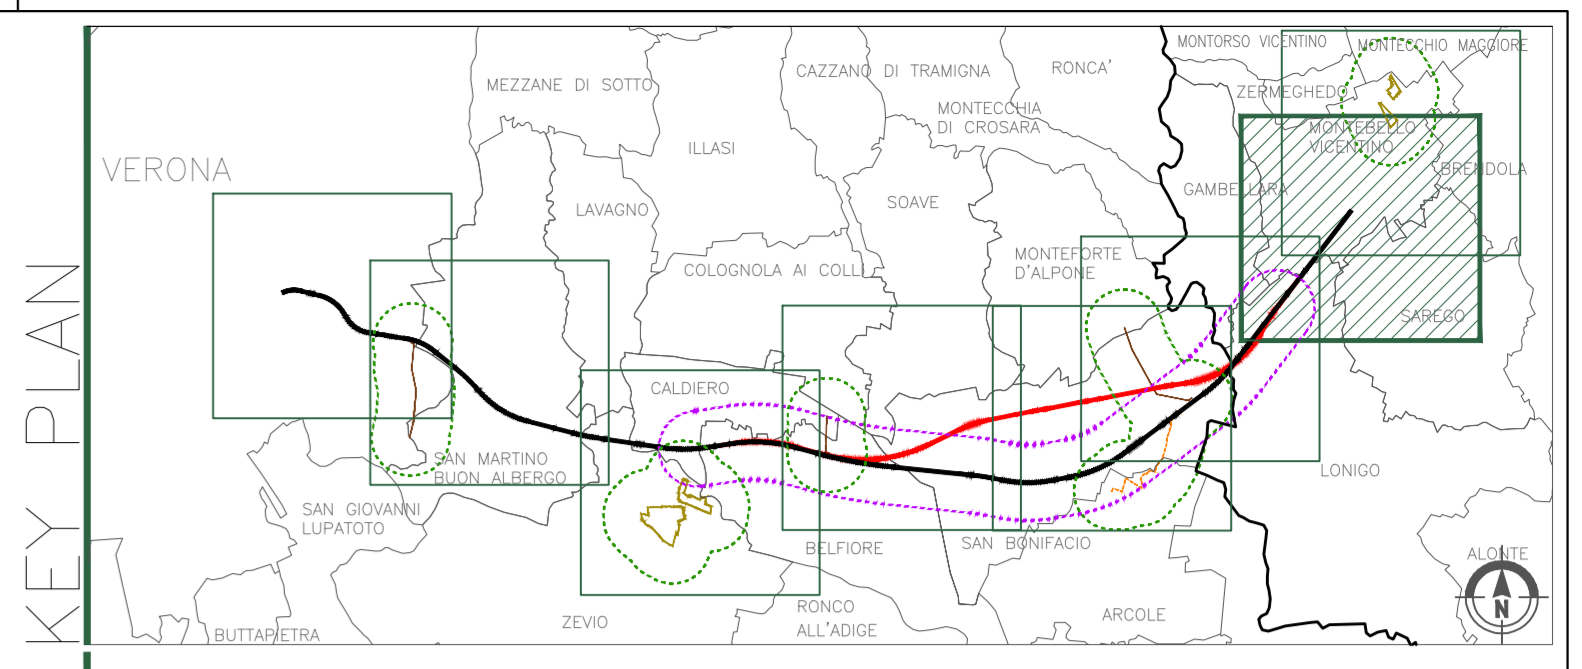 KEY PLAN
MONTORSO VICENTINO
MONTECCHIO MAGGIORE
MEZZANE DI SOTTO
CAZZANO DI TRAMIGNA
RONCA'
ZERMEGHEDO
MONTECCHIA
DI CROSARA
MONTEBELLO
VICENTINO
ILLASI
VERONA
BRENDOLA
GAMBELLARA
LAVAGNO
SOAVE
MONTEFORTE
D'ALPONE
COLOGNOLA AI COLLI
SAREGO
CALDIERO
SAN MARTINO
BUON ALBERGO
LONIGO
SAN GIOVANNI
LUPATOTO
BELFIORE
SAN BONIFACIO
ALONTE
N
RONCO
ALL'ADIGE
ARCOLE
ZEVIO
BUTTAPIETRA